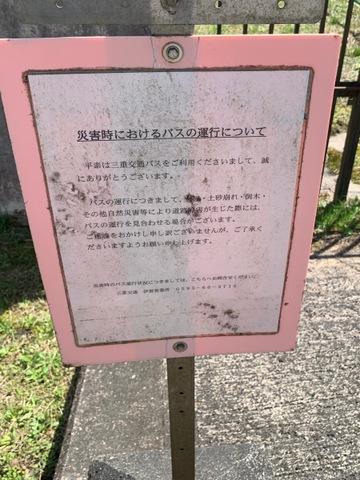 災害時におけるバスの運行について
平素は三重交通バスをご利用くださいまして、誠
にありがとうございます。
バスの運行につきまして、・土砂崩れ・倒木・
その他自然災害等により道路障害が生じた際には、
バスの運行を見合わせる場合がございます。
ご迷惑をおかけし申し訳ございませんが、ご了承く
ださいますようお願い申し上げます。
災害時のバス運行状況につきましては、こちらへお問合せください
三重交通 伊賀営業所